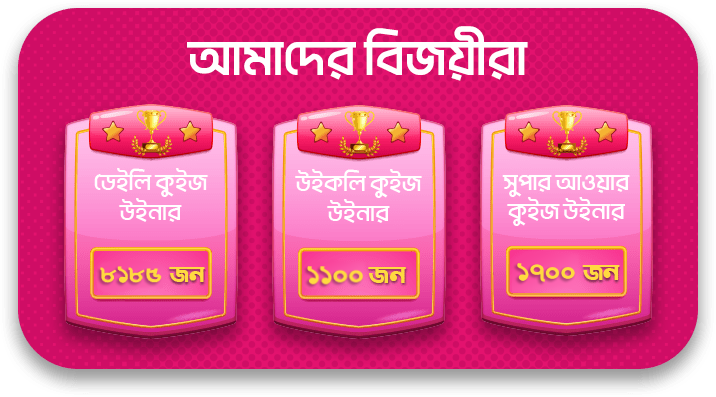 আমাদের বিজয়ীরা
ডেইলি কুইজ
উইনার
৮১৮৫ জন
উইকলি কুইজ
উইনার
১১০০ জন
সুপার আওয়ার
কুইজ উইনার
১৭০০ জন